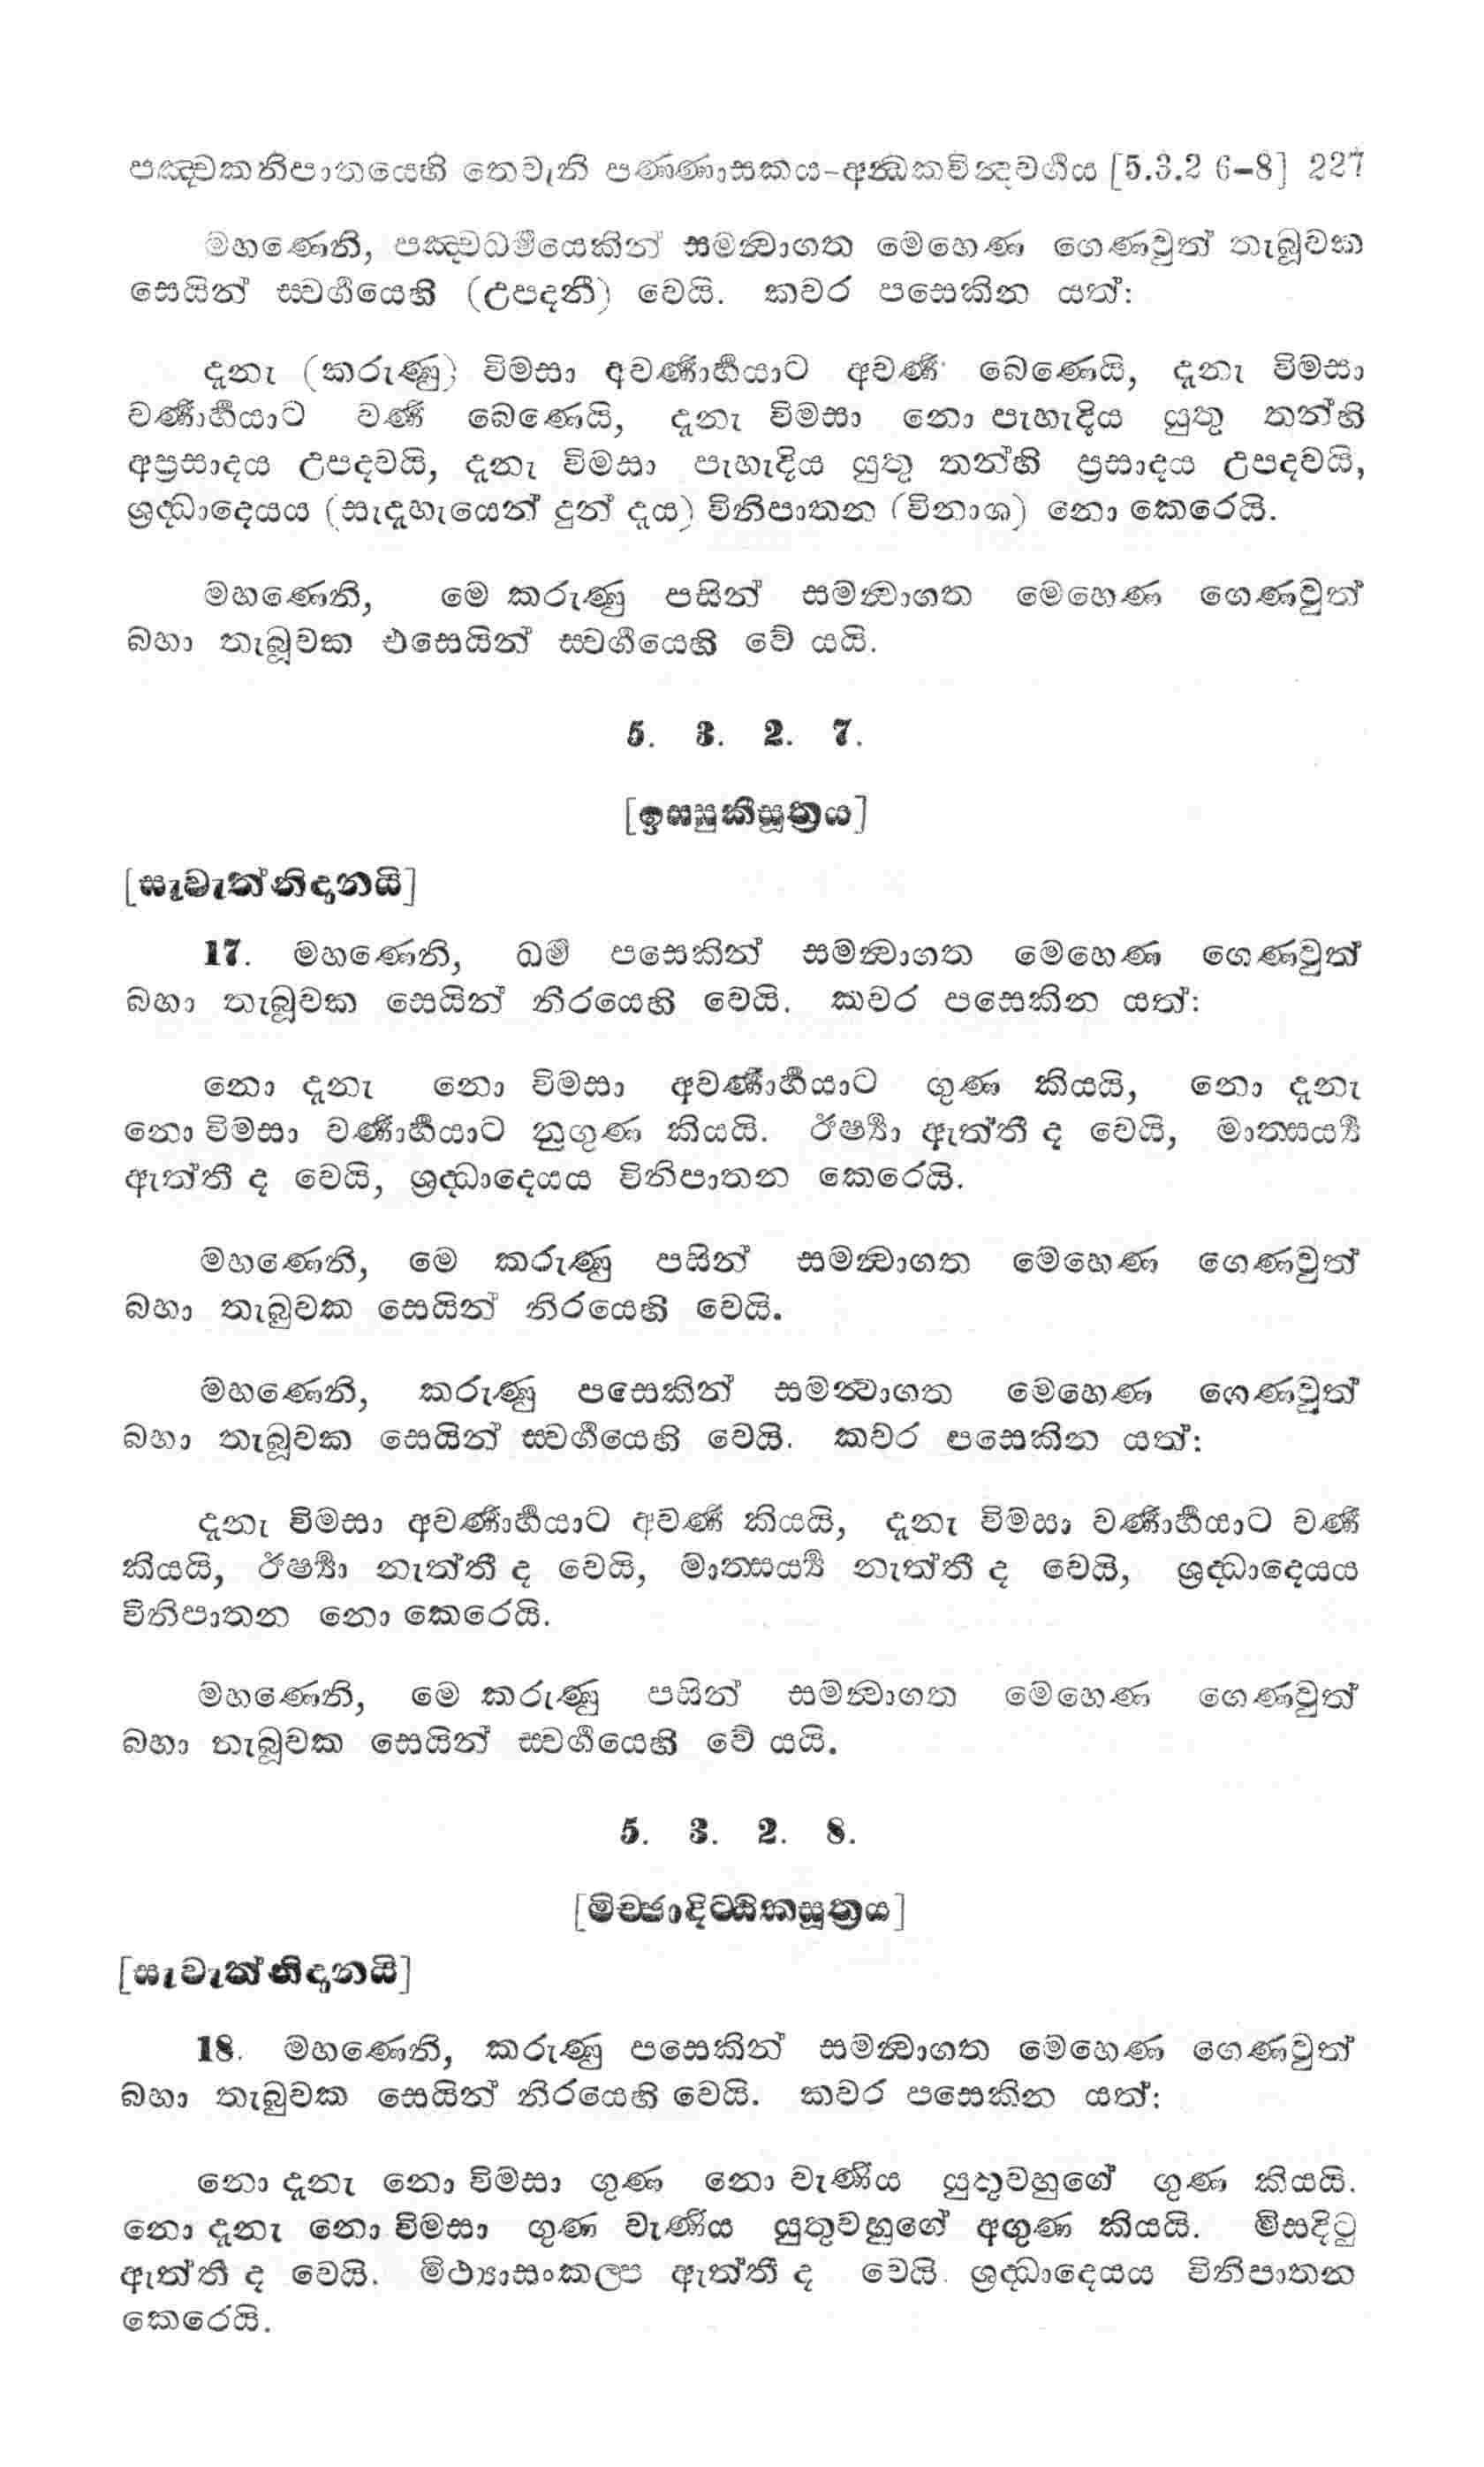 පඤ්චකනිපාතයෙහි තෙවැනි පණ්ණාසකය-අන්ධකවින්දවර්‍ගය [5.3.2 6-8] 227
මහණෙනි, පඤ්චධර්‍මයෙකින් සමන්‍වාගත මෙහෙණ ගෙණවුත් තැබූවක
සෙයින් ස්වර්‍ගයෙහි (උපදනී) වෙයි. කවර පසෙකින යත්:
දැනැ (කරුණු) විමසා අවර්‍ණාර්‍හයාට අවර්‍ණ බෙණෙයි, දැනැ විමසා
වර්‍ණාර්‍හයාට වර්‍ණ බෙණෙයි, දැනැ විමසා නො පැහැදිය යුතු තන්හි
අප්‍රසාදය උපදවයි, දැනැ විමසා පැහැදිය යුතු තන්හි ප්‍රසාදය උපදවයි,
ශ්‍රද්ධාදෙයය (සැදැහැයෙන් දුන් දැය) විනිපාතන (විනාශ) නො කෙරෙයි.
මහණෙනි, මෙ කරුණු පසින් සමන්‍වාගත මෙහෙණ ගෙණවුත්
බහා තැබූවක එසෙයින් ස්වර්‍ගයෙහි වේ යයි.
5. 3. 2. 7.
[ඉස්සුකීසූත්‍රය]
[සැවැත්නිදානයි]
17. මහණෙනි, ධර්‍ම පසෙකින් සමන්‍වාගත මෙහෙණ ගෙණවුත්
බහා තැබූවක සෙයින් නිරයෙහි වෙයි. කවර පසෙකින යත්:
නො දැනැ නො විමසා අවර්‍ණාර්‍හයාට ගුණ කියයි, නො දැනැ
නො විමසා වර්‍ණාර්‍හයාට නුගුණ කියයි. ඊර්‍ෂ්‍යා ඇත්තී ද වෙයි, මාත්සර්‍ය්‍ය
ඇත්තී ද වෙයි, ශ්‍රද්ධාදෙයය විනිපාතන කෙරෙයි.
මහණෙනි, මෙ කරුණු පසින් සමන්‍වාගත මෙහෙණ ගෙණවුත්
බහා තැබුවක සෙයින් නිරයෙහි වෙයි.
මහණෙනි, කරුණු පසෙකින් සමන්‍වාගත මෙහෙණ ගෙණවුත්
බහා තැබූවක සෙයින් ස්වර්‍ගයෙහි වෙයි. කවර පසෙකින යත්:
දැනැ විමසා අවර්‍ණාර්‍හයාට අවර්‍ණ කියයි, දැනැ විමසා වර්‍ණාර්‍හයාට වර්‍ණ
කියයි, ඊර්‍ෂ්‍යා නැත්තී ද වෙයි, මාත්සර්‍ය්‍ය නැත්තී ද වෙයි, ශ්‍රද්ධාදෙයය
විනිපාතන නො කෙරෙයි.
මහණෙනි, මෙ කරුණු පසින් සමන්‍වාගත මෙහෙණ ගෙණවුත්
බහා තැබූවක සෙයින් ස්වර්‍ගයෙහි වේ යයි.
5. 3. 2. 8.
[මිච්ඡාදිට්ඨිකසූත්‍රය]
[සැවැත්නිදානයි]
18. මහණෙනි, කරුණු පසෙකින් සමන්‍වාගත මෙහෙණ ගෙණවුත්
බහා තැබුවක සෙයින් නිරයෙහි වෙයි. කවර පසෙකින යත්:
නො දැනැ නො විමසා ගුණ නො වැණිය යුතුවහුගේ ගුණ කියයි.
නො දැනැ නො විමසා ගුණ වැණිය යුතුවහුගේ අගුණ කියයි. මිසදිටු
ඇත්තී ද වෙයි. මිථ්‍යාසංකල්ප ඇත්තී ද වෙයි. ශ්‍රද්ධාදෙයය විනිපාතන
කෙරෙයි.